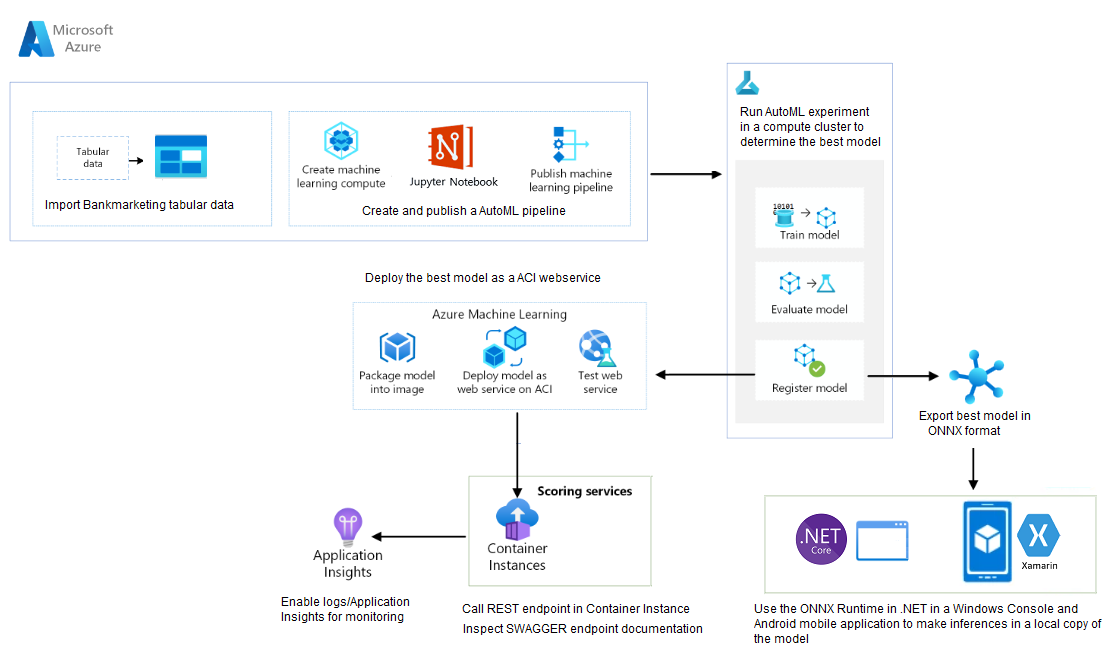 Microsoft
Azure
Tabular
data
Import Bankmarketing tabular data
Create machine
learning compute
Jupyter Notebook
Publish machine
learning pipeline
Create and publish a AutoML pipeline
Run AutoML experiment
in a compute cluster to
determine the best model
10101
Train model
Evaluate model
Register model
Deploy the best model as a ACI webservice
Azure Machine Learning
Package model
into image
Deploy model as
web service on ACI
Test web
service
Export best model in
ONNX format
Scoring services
Container
Instances
Application
Insights
Enable logs/Application
Insights for monitoring
Call REST endpoint in Container Instance
Inspect SWAGGER endpoint documentation
.NET
Core
X
Xamarin
Use the ONNX Runtime in .NET in a Windows Console and
Android mobile application to make inferences in a local copy of
the model